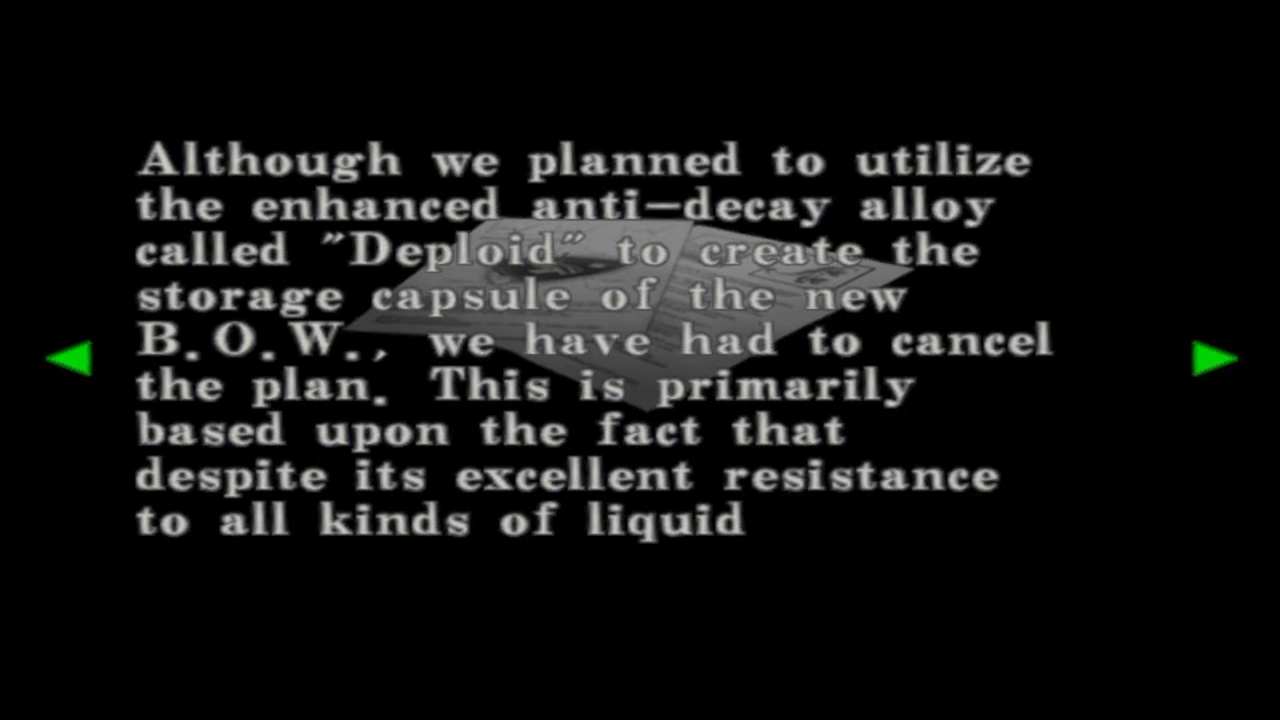 Although we planned to utilize
the enhanced anti-decay alloy
called "Deploid" to create the
storage capsule of the new
B.O.W., we have had to cancel
the plan. This is primarily
based upon the fact that
despite its excellent resistance
to all kinds of liquid